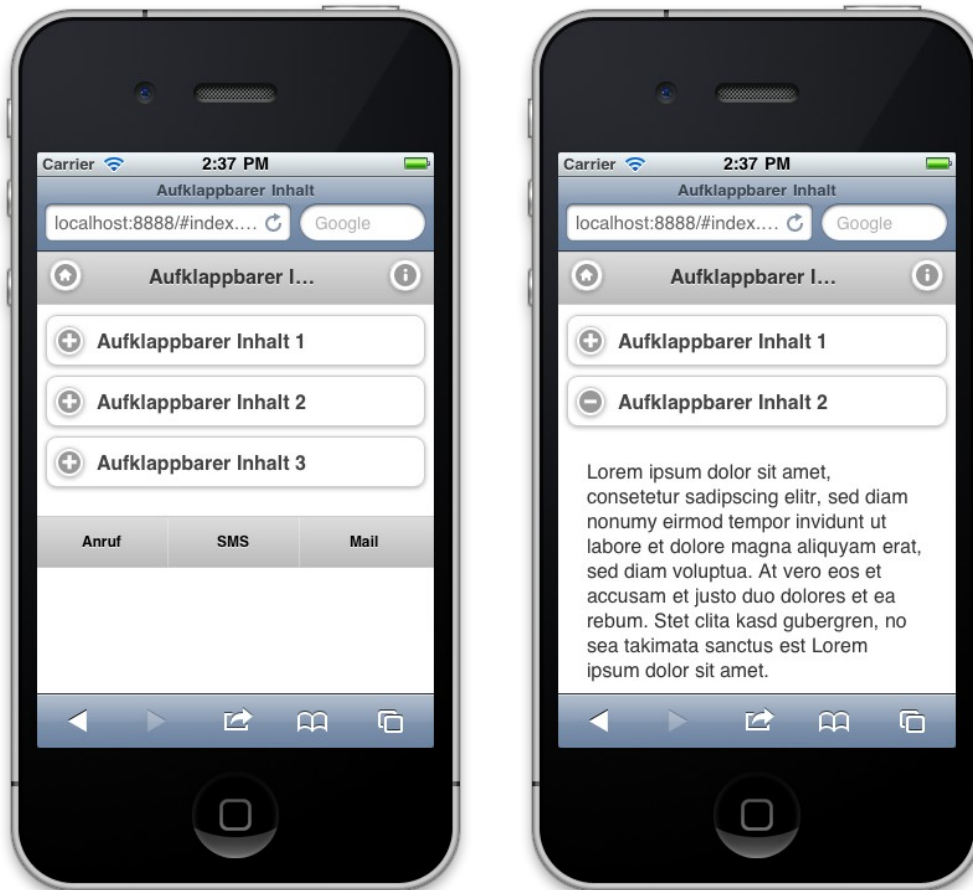 Carrier
2:37 PM
Aufklappbarer Inhalt
localhost:8888/#index.…
Google
Aufklappbarer I…
Aufklappbarer Inhalt 1
Aufklappbarer Inhalt 2
Aufklappbarer Inhalt 3
Anruf
SMS
Mail
Carrier
2:37 PM
Aufklappbarer Inhalt
localhost:8888/#index.…
Google
Aufklappbarer I…
Aufklappbarer Inhalt 1
Aufklappbarer Inhalt 2
Lorem ipsum dolor sit amet,
consetetur sadipscing elitr, sed diam
nonumy eirmod tempor invidunt ut
labore et dolore magna aliquyam erat,
sed diam voluptua. At vero eos et
accusam et justo duo dolores et ea
rebum. Stet clita kasd gubergren, no
sea takimata sanctus est Lorem
ipsum dolor sit amet.